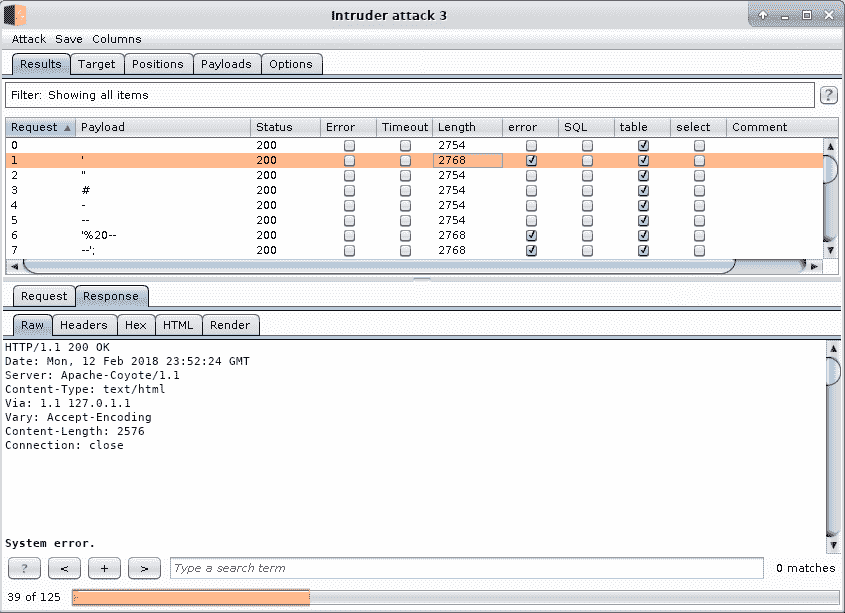 Intruder attack 3
Attack Save Columns
Results Target Positions Payloads Options
Filter: Showing all items ?
Request Payload Status Error Timeout Length error SQL table select Comment
0 200 2754
1 ' 200 2768
2 " 200 2754
3 # 200 2754
4 - 200 2754
5 -- 200 2754
6 '%20-- 200 2768
7 --'; 200 2768
Request Response
Raw Headers Hex HTML Render
HTTP/1.1 200 OK
Date: Mon, 12 Feb 2018 23:52:24 GMT
Server: Apache-Coyote/1.1
Content-Type: text/html
Via: 1.1 127.0.1.1
Vary: Accept-Encoding
Content-Length: 2576
Connection: close
System error.
? < + > Type a search term 0 matches
39 of 125